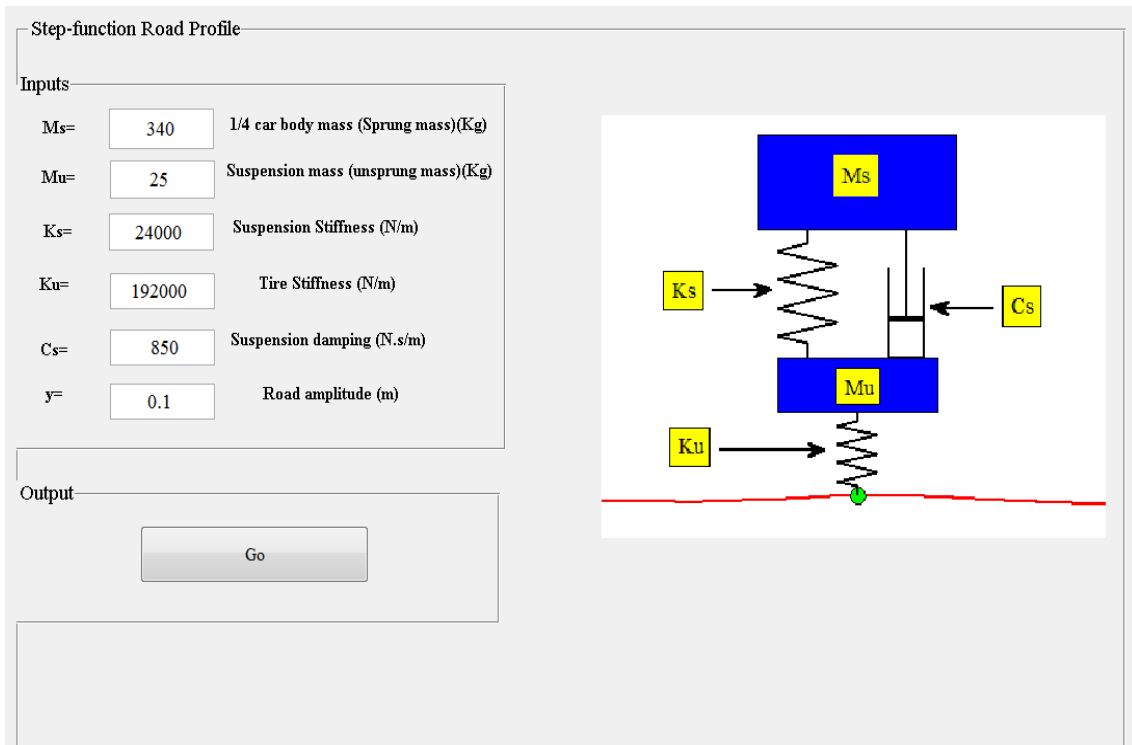 Step-function Road Profile
Inputs
Ms= 340 1/4 car body mass (Sprung mass)(Kg)
Mu= 25 Suspension mass (unsprung mass)(Kg)
Ks= 24000 Suspension Stiffness (N/m)
Ku= 192000 Tire Stiffness (N/m)
Cs= 850 Suspension damping (N.s/m)
y= 0.1 Road amplitude (m)
Output
Go
Ms
Ks
Cs
Mu
Ku